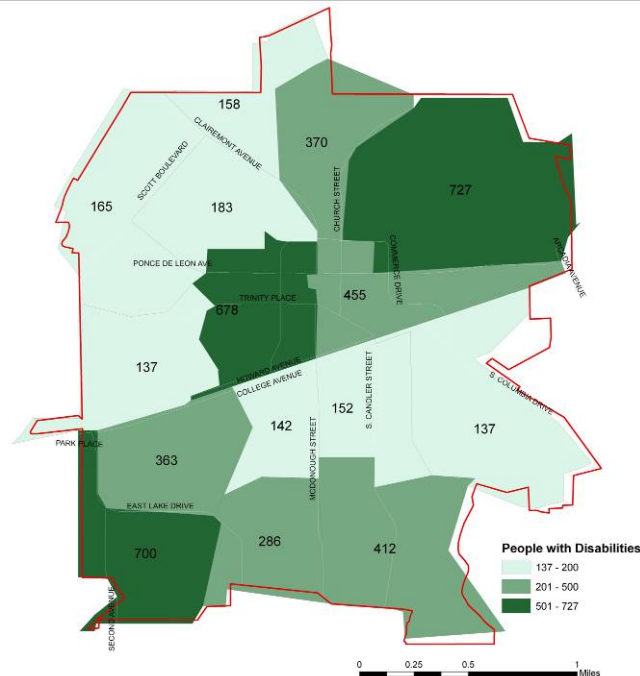 158
CLAIREMONT AVENUE
370
SCOTT BOULEVARD
CHURCH STREET
727
165
183
PONCE DE LEON AVE
COMMERCE DRIVE
ARCADIA AVENUE
678
TRINITY PLACE
455
137
HOWARD AVENUE
COLLEGE AVENUE
S. CANDLER STREET
S. COLUMBIA DRIVE
142
152
137
MCDONOUGH STREET
PARK PLACE
363
EAST LAKE DRIVE
700
286
412
SECOND AVENUE
People with Disabilities
137 - 200
201 - 500
501 - 727
0 0.25 0.5 1
Miles